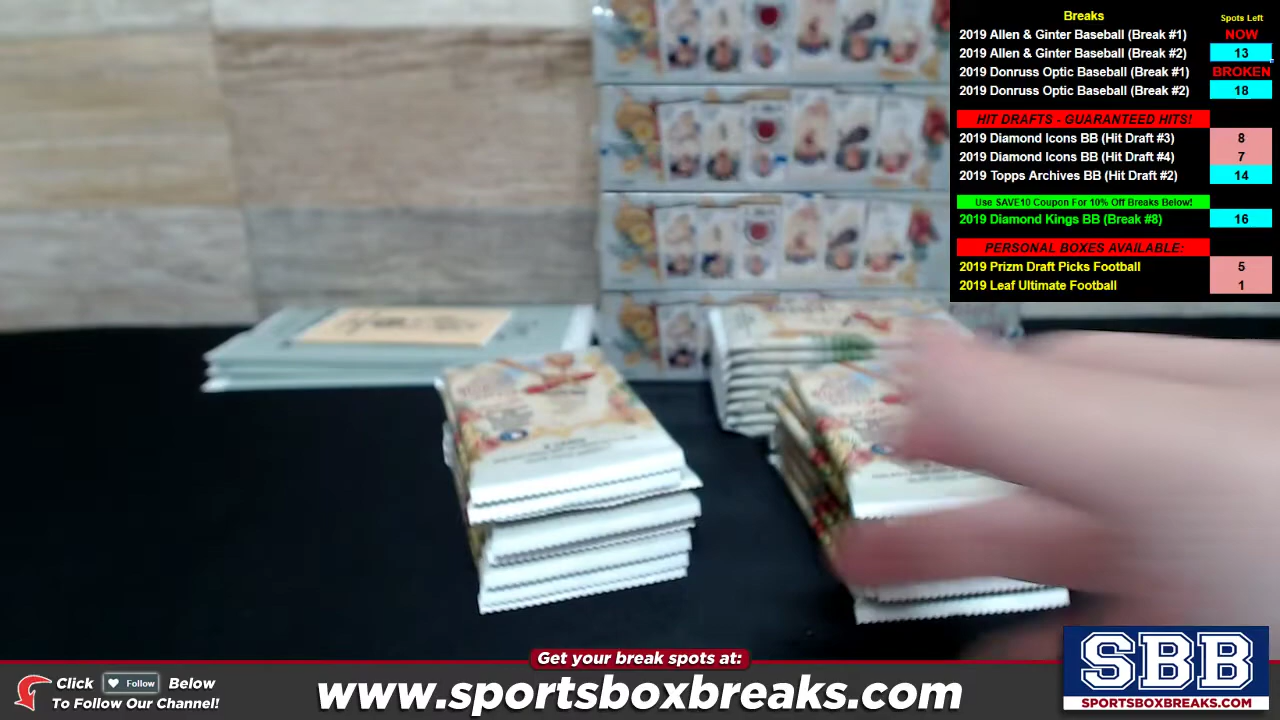 Breaks
Spots Left
2019 Allen & Ginter Baseball (Break #1) NOW
2019 Allen & Ginter Baseball (Break #2) 13
2019 Donruss Optic Baseball (Break #1) BROKEN
2019 Donruss Optic Baseball (Break #2) 18
HIT DRAFTS - GUARANTEED HITS!
2019 Diamond Icons BB (Hit Draft #3) 8
2019 Diamond Icons BB (Hit Draft #4) 7
2019 Topps Archives BB (Hit Draft #2) 14
Use SAVE10 Coupon For 10% Off Breaks Below!
2019 Diamond Kings BB (Break #8) 16
PERSONAL BOXES AVAILABLE:
2019 Prizm Draft Picks Football 5
2019 Leaf Ultimate Football 1
Get your break spots at:
www.sportsboxbreaks.com
Click Follow Below
To Follow Our Channel!
SBB
SPORTSBOXBREAKS.COM